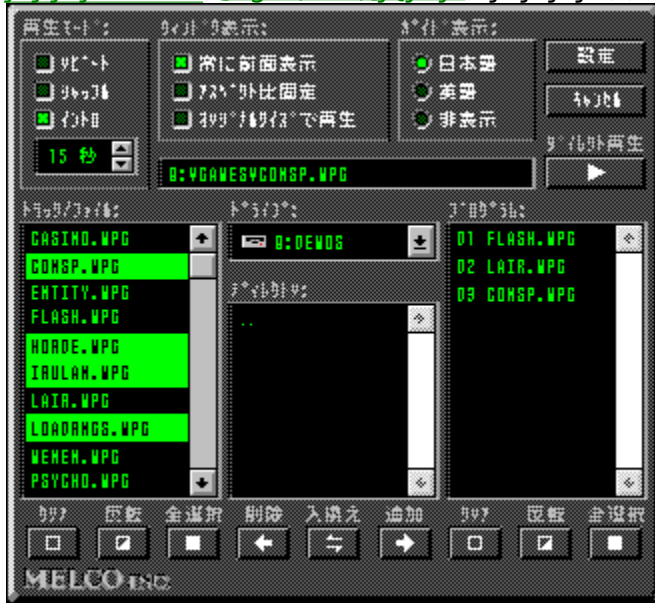 再生ﾓｰﾄﾞ: ｳｨﾝﾄﾞｳ表示: ｶﾞｲﾄﾞ表示:
ﾘﾋﾟｰﾄ 常に前面表示 日本語 設定
ｼｬｯﾌﾙ ｱｽﾍﾟｸﾄ比固定 英語 ｷｬﾝｾﾙ
ｲﾝﾄﾛ ｵﾘｼﾞﾅﾙｻｲｽﾞで再生 非表示
15 秒 ﾀﾞｲﾚｸﾄ再生
B:¥GAMES¥CONSP.MPG
ﾄﾗｯｸ/ﾌｧｲﾙ: ﾄﾞﾗｲﾌﾞ: ﾌﾟﾛｸﾞﾗﾑ:
CASINO.MPG B:DEMOS 01 FLASH.MPG
CONSP.MPG 02 LAIR.MPG
ENTITY.MPG ﾃﾞｨﾚｸﾄﾘ: 03 CONSP.MPG
FLASH.MPG ..
HORDE.MPG
IRULAN.MPG
LAIR.MPG
LOADRNGS.MPG
PSYCHO.MPG
ｸﾘｱ 反転 全選択 削除 入換え 追加 ｸﾘｱ 反転 全選択
MELCO INC